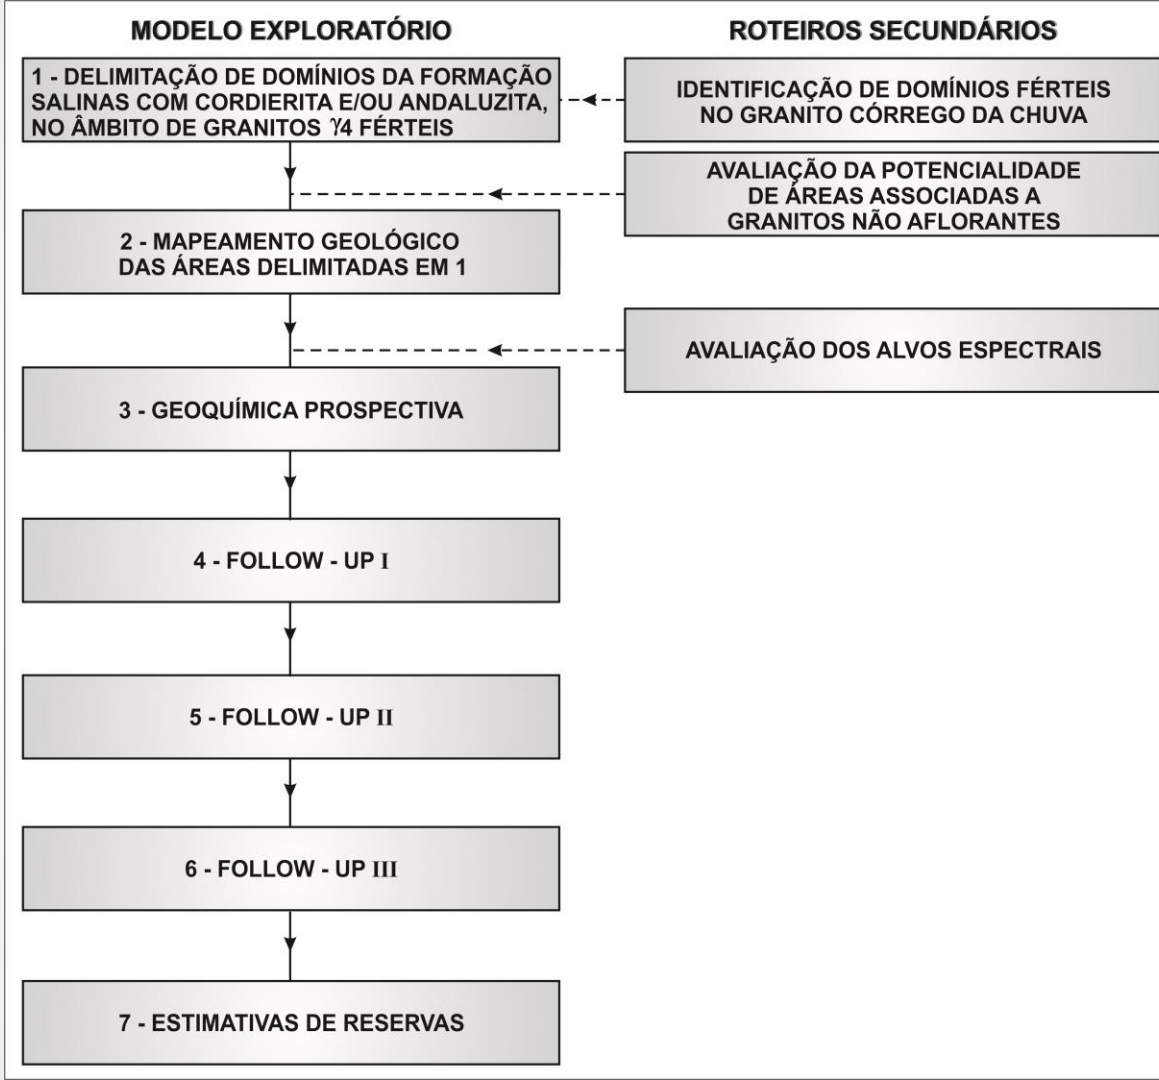 MODELO EXPLORATÓRIO
1 - DELIMITAÇÃO DE DOMÍNIOS DA FORMAÇÃO
SALINAS COM CORDIERITA E/OU ANDALUZITA,
NO ÂMBITO DE GRANITOS γ4 FÉRTEIS
2 - MAPEAMENTO GEOLÓGICO
DAS ÁREAS DELIMITADAS EM 1
3 - GEOQUÍMICA PROSPECTIVA
4 - FOLLOW - UP I
5 - FOLLOW - UP II
6 - FOLLOW - UP III
7 - ESTIMATIVAS DE RESERVAS
ROTEIROS SECUNDÁRIOS
IDENTIFICAÇÃO DE DOMÍNIOS FÉRTEIS
NO GRANITO CÓRREGO DA CHUVA
AVALIAÇÃO DA POTENCIALIDADE
DE ÁREAS ASSOCIADAS A
GRANITOS NÃO AFLORANTES
AVALIAÇÃO DOS ALVOS ESPECTRAIS